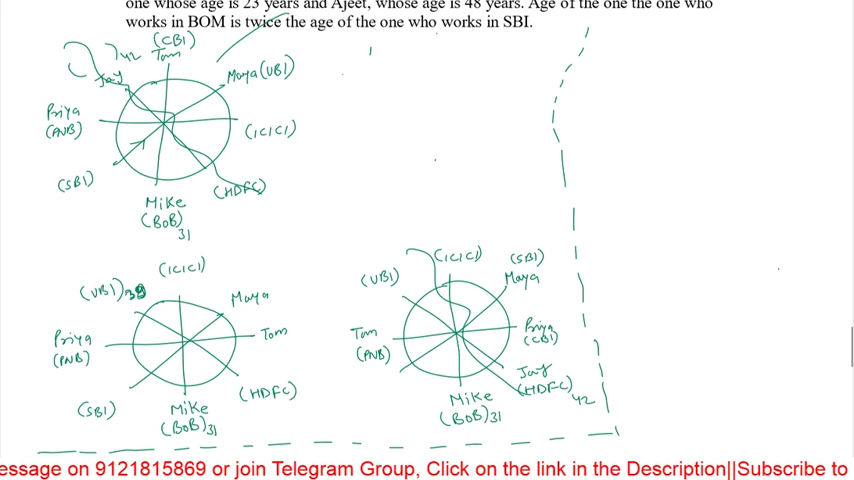 one whose age is 23 years and Ajeet, whose age is 48 years. Age of the one the one who
works in BOM is twice the age of the one who works in SBI.
(CBI)
42 Tom
Jay
Maya (UBI)
Priya
(PNB)
(ICICI)
(SBI)
(HDFC)
Mike
(BOB)
31
(ICICI)
(UBI) 39
Maya
Priya
(PNB)
Tom
(SBI)
Mike
(BOB) 31
(HDFC)
(ICICI)
(SBI)
Maya
(UBI)
Tom
(PNB)
Priya
(CBI)
Jay
(HDFC) 42
Mike
(BOB) 31
essage on 9121815869 or join Telegram Group, Click on the link in the Description||Subscribe to